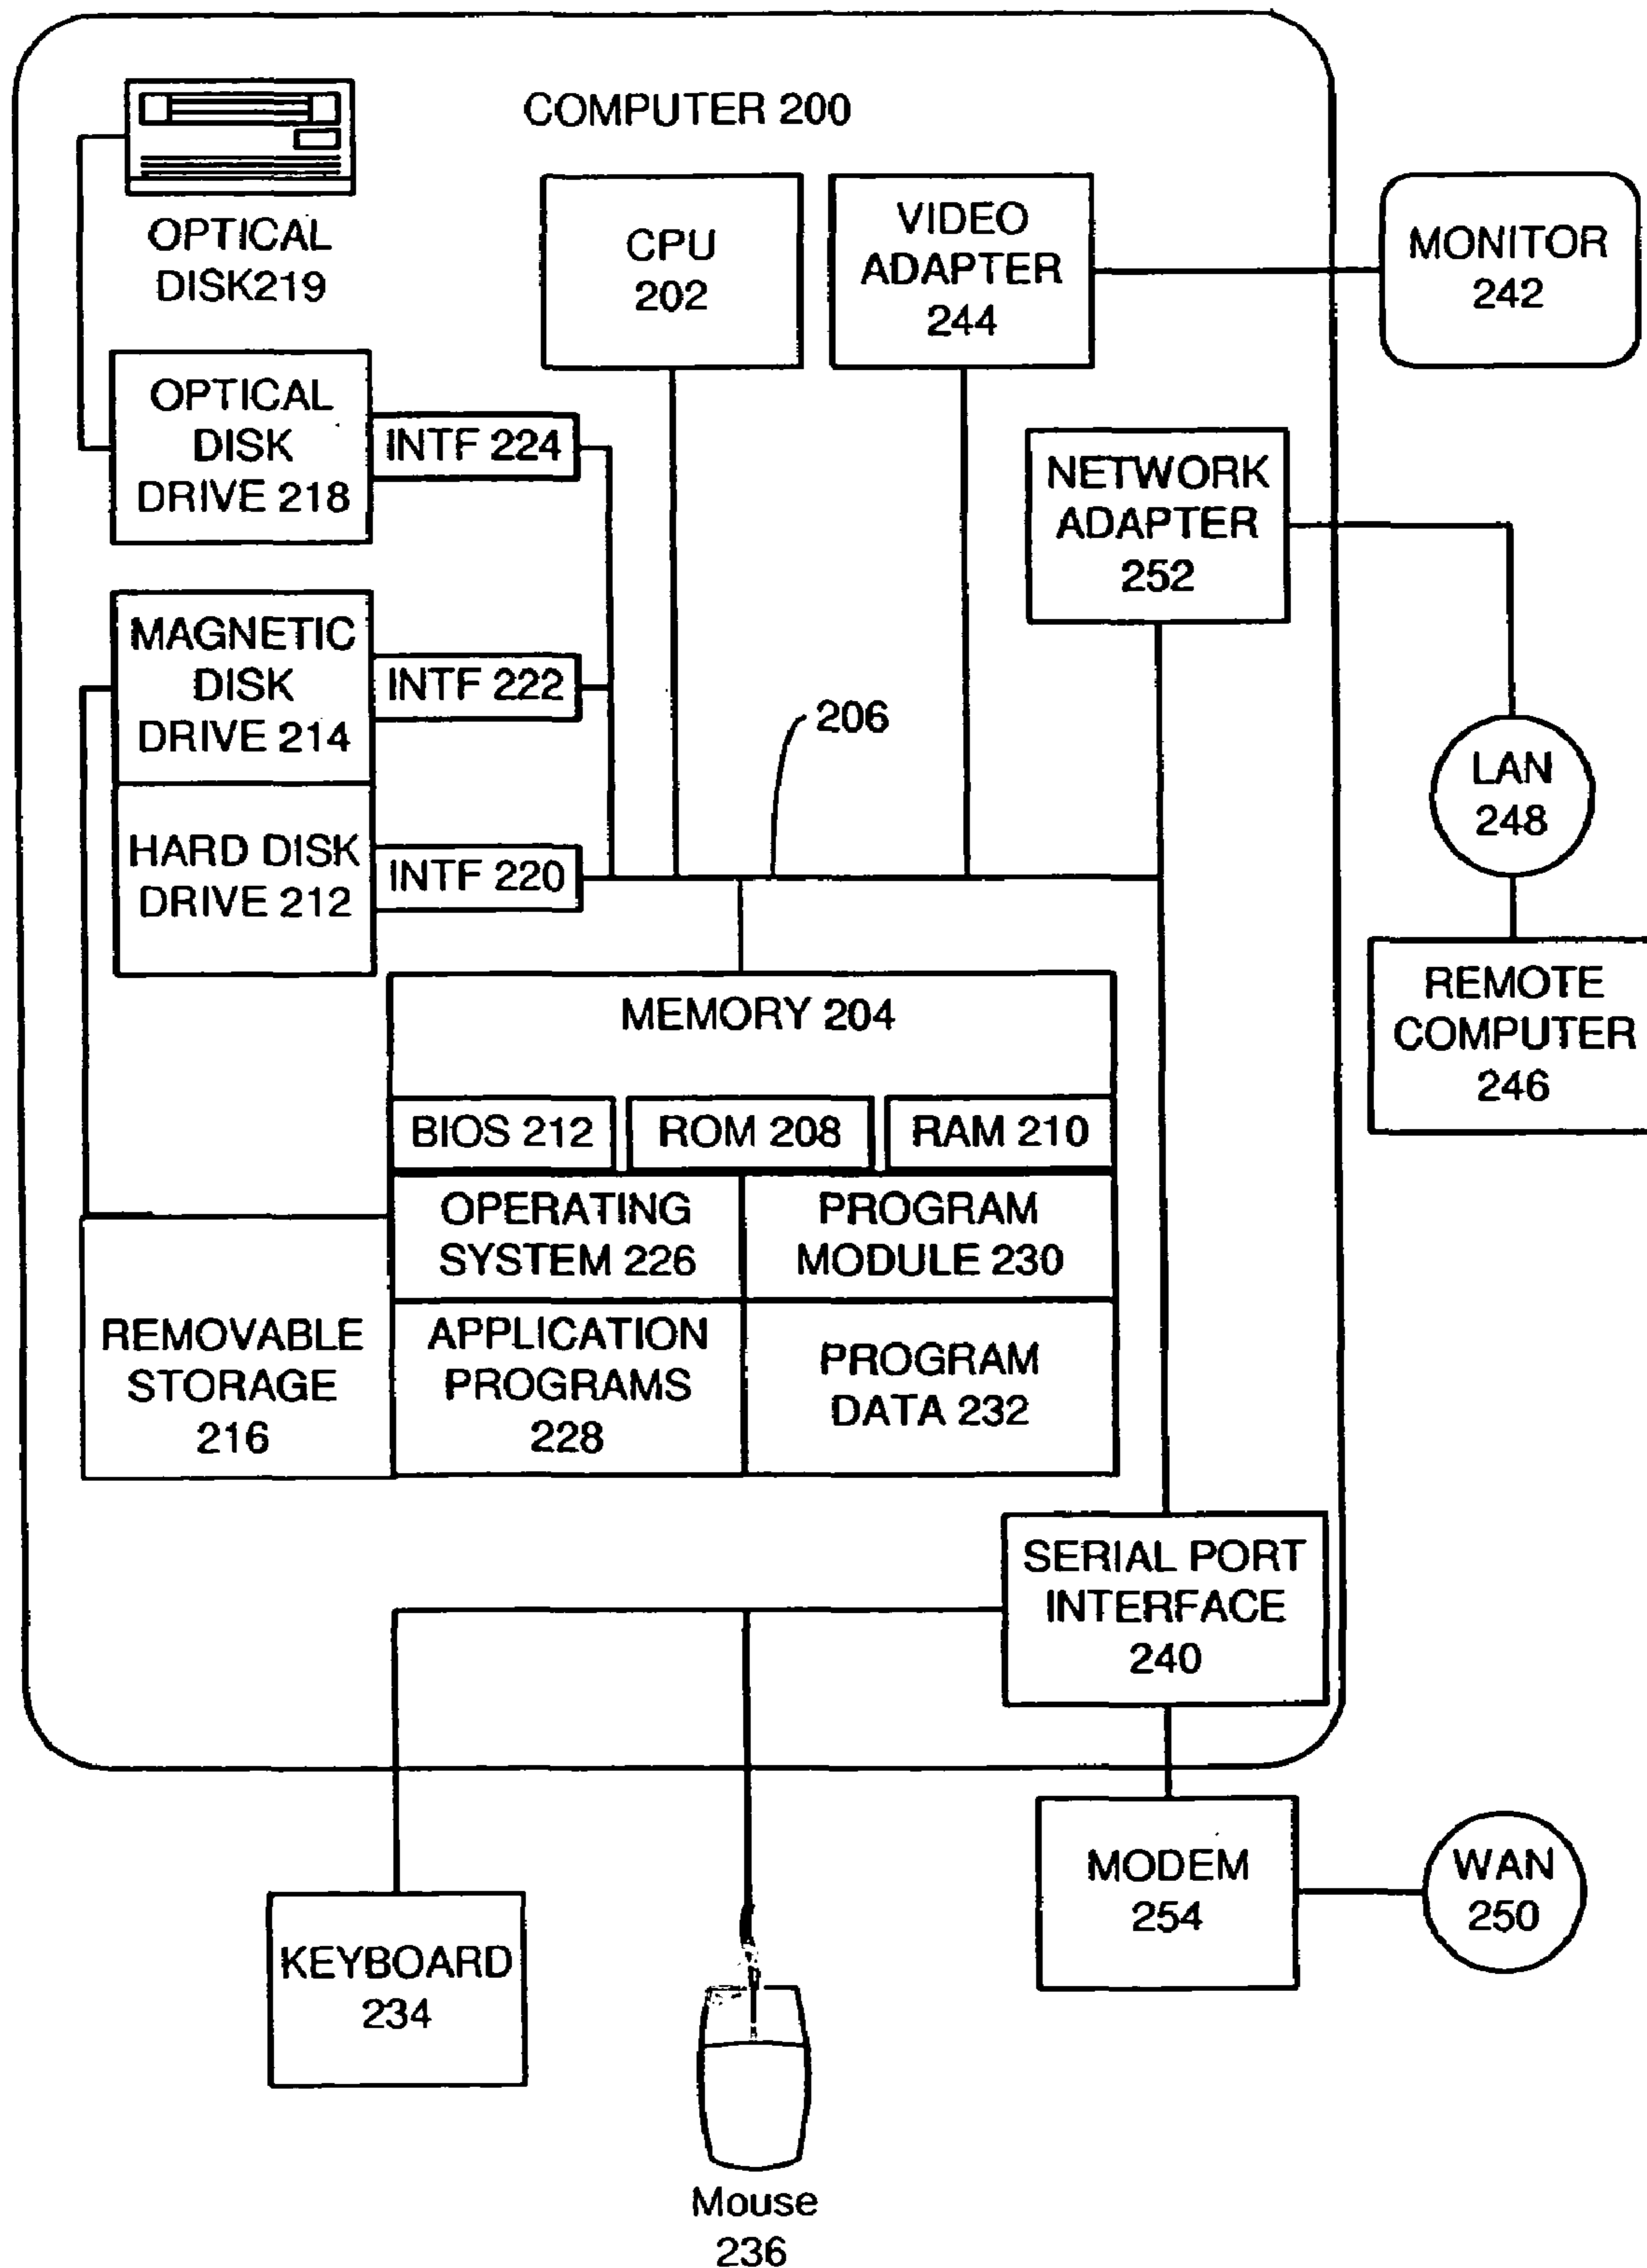 COMPUTER 200
OPTICAL
DISK219
CPU
202
VIDEO
ADAPTER
244
MONITOR
242
OPTICAL
DISK
DRIVE 218
INTF 224
NETWORK
ADAPTER
252
MAGNETIC
DISK
DRIVE 214
INTF 222
206
LAN
248
HARD DISK
DRIVE 212
INTF 220
REMOTE
COMPUTER
246
MEMORY 204
BIOS 212
ROM 208
RAM 210
OPERATING
SYSTEM 226
PROGRAM
MODULE 230
REMOVABLE
STORAGE
216
APPLICATION
PROGRAMS
228
PROGRAM
DATA 232
SERIAL PORT
INTERFACE
240
MODEM
254
WAN
250
KEYBOARD
234
Mouse
236